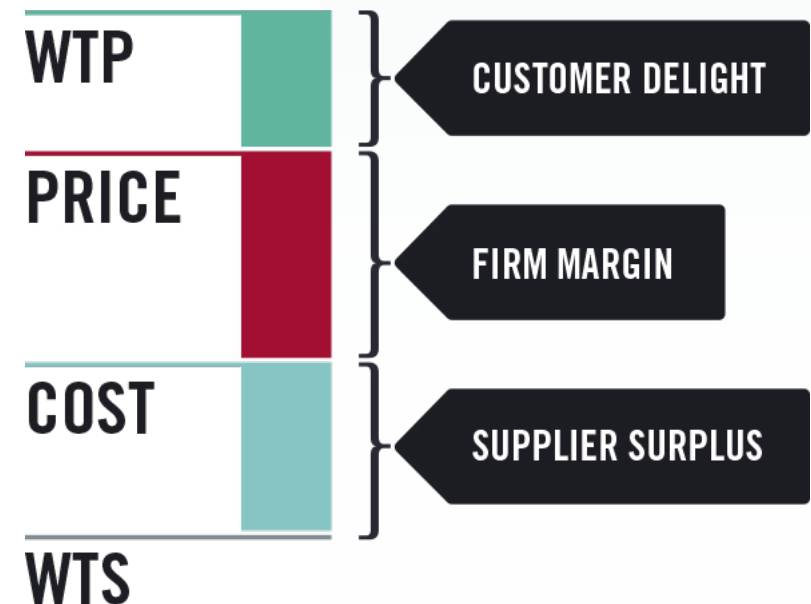 WTP
CUSTOMER DELIGHT
PRICE
FIRM MARGIN
COST
SUPPLIER SURPLUS
WTS